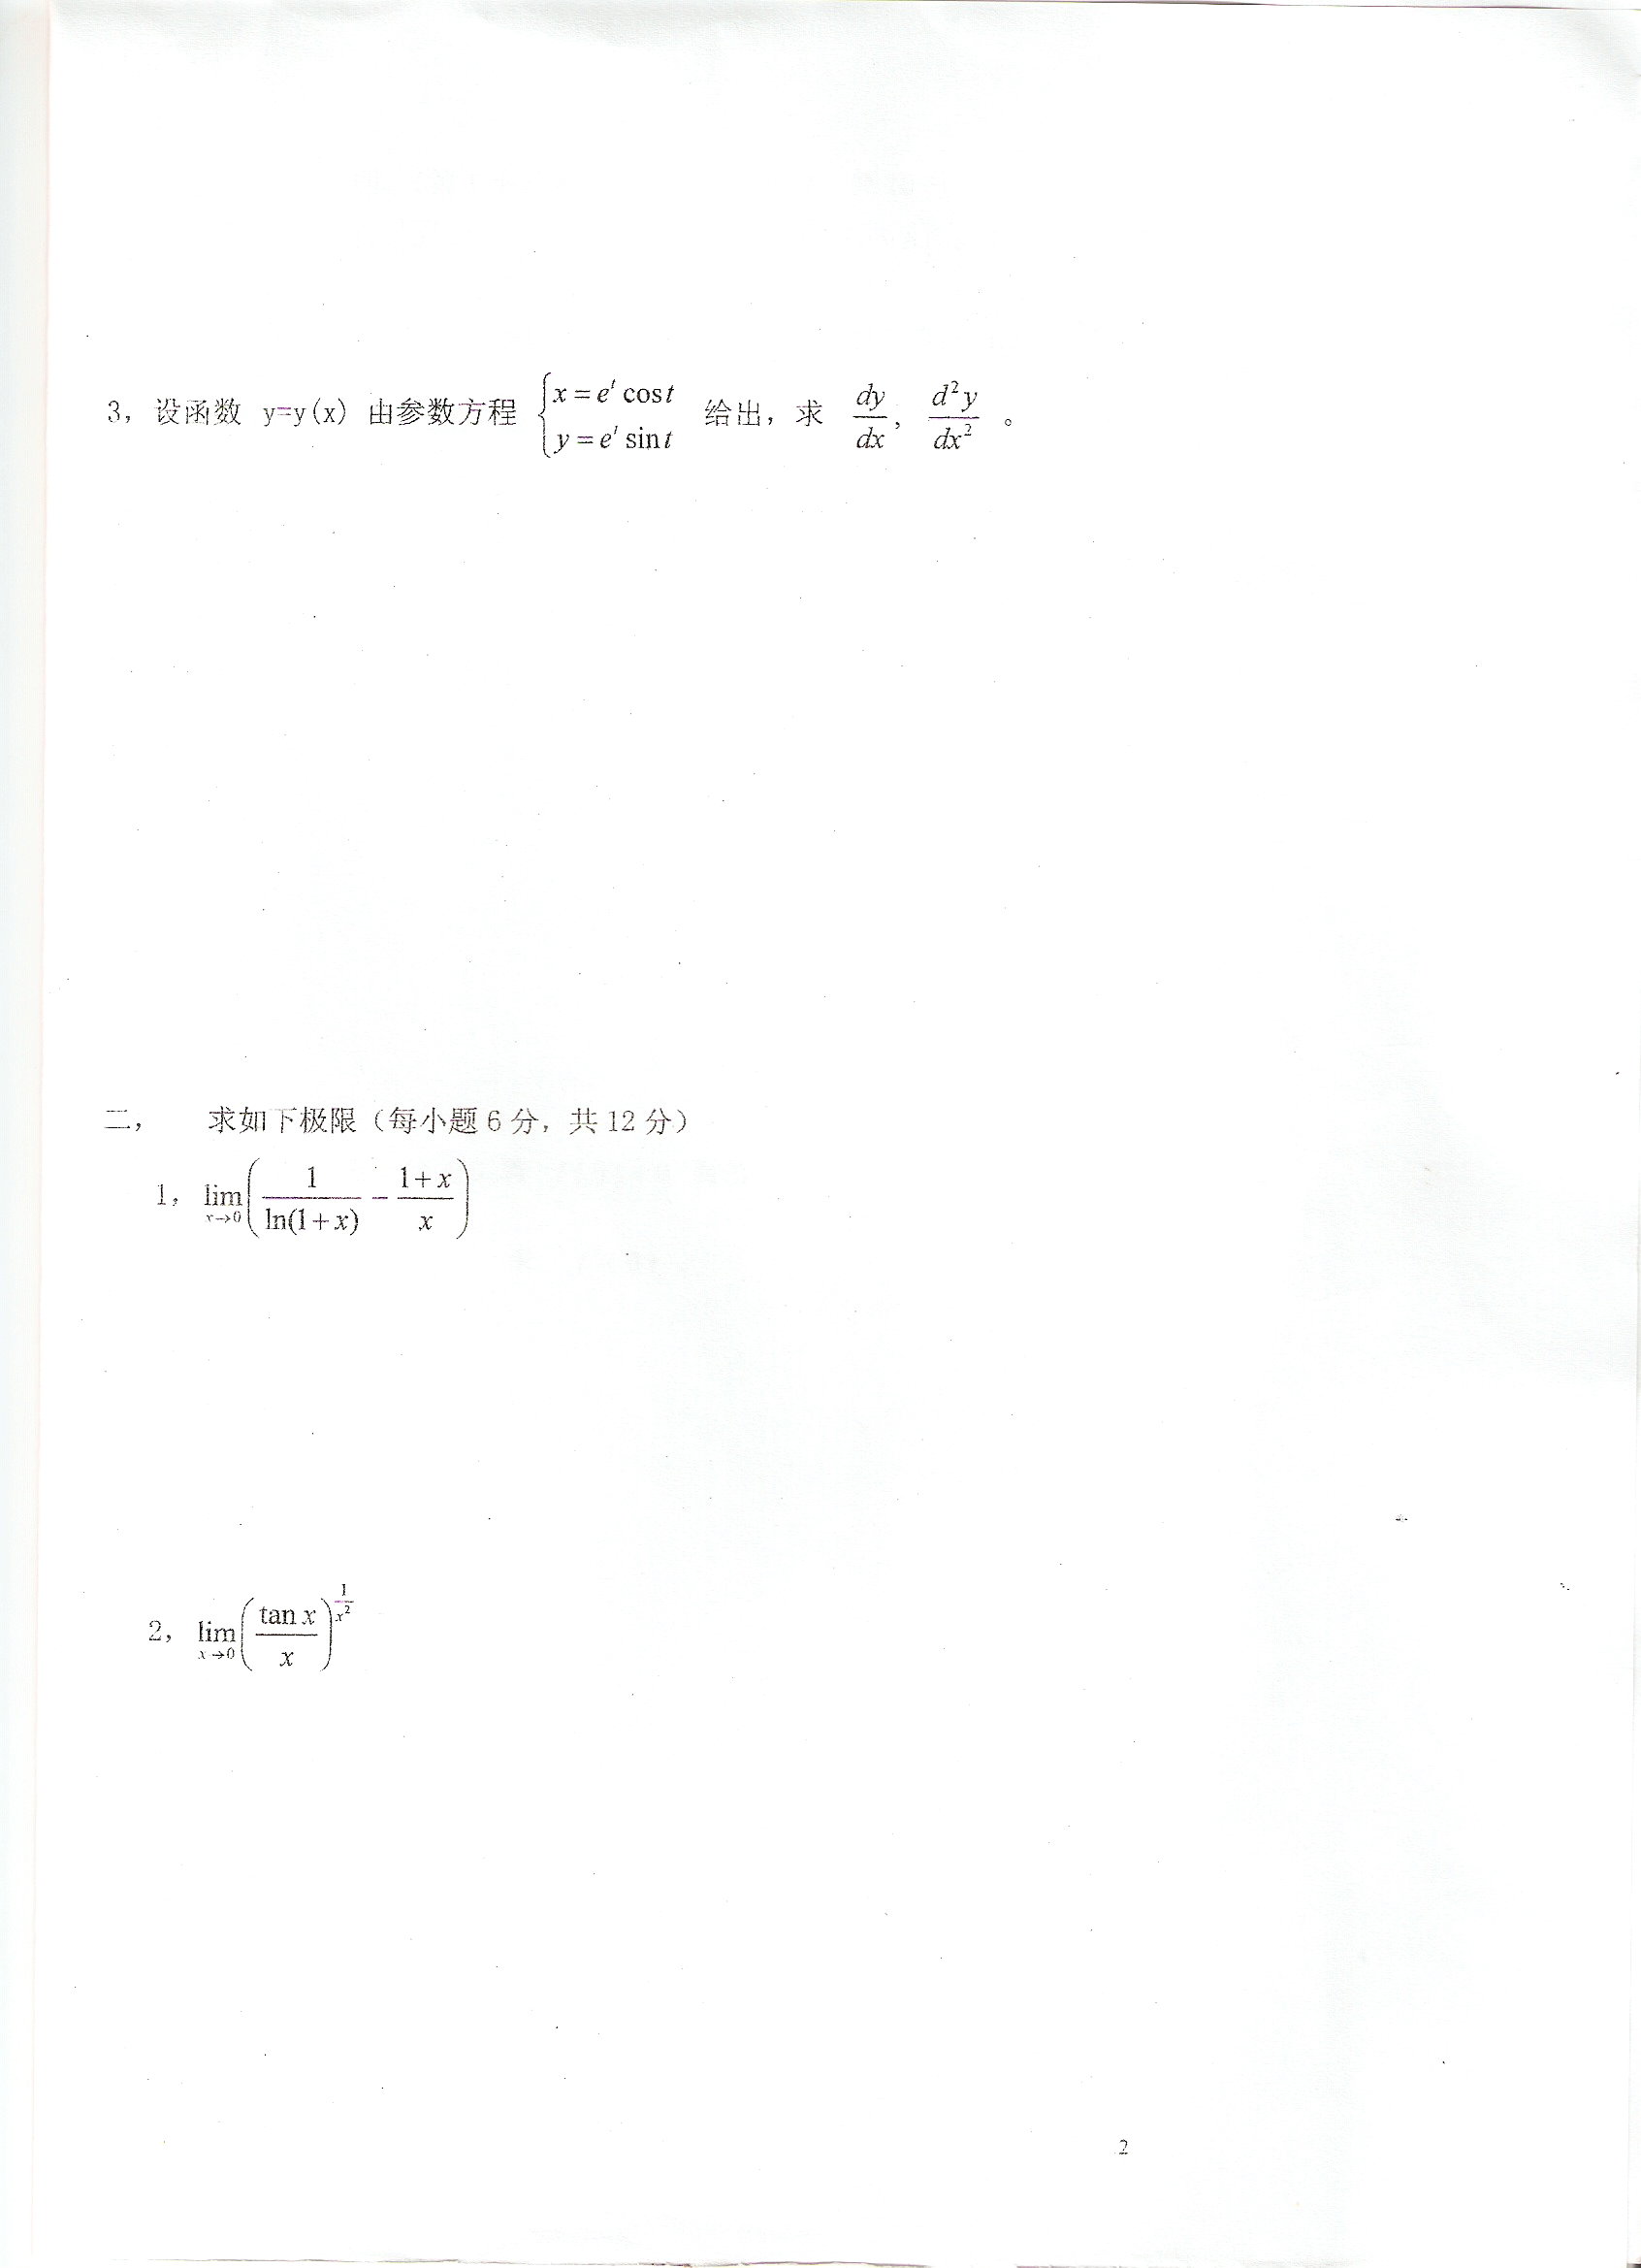 3，设函数 y=y(x) 由参数方程 $\begin{cases} x=e^t\cos t \\ y=e^t\sin t \end{cases}$ 给出，求 $\frac{dy}{dx}$，$\frac{d^2y}{dx^2}$ 。
二， 求如下极限（每小题6分，共12分）
1，$\lim_{x\to 0}\left(\frac{1}{\ln(1+x)}-\frac{1+x}{x}\right)$
2，$\lim_{x\to 0}\left(\frac{\tan x}{x}\right)^{\frac{1}{x^2}}$
2